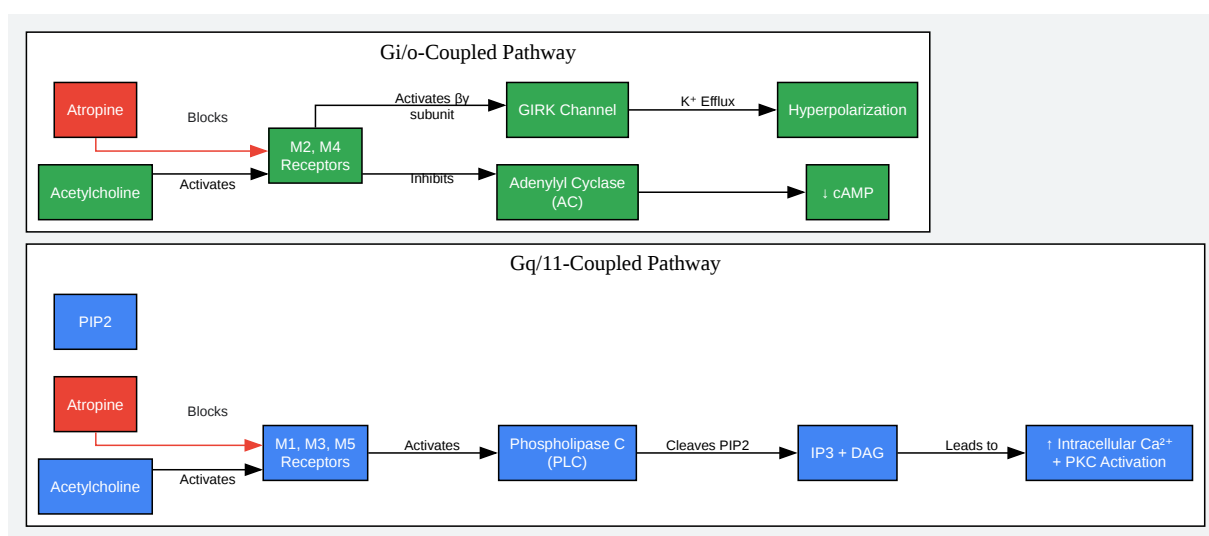 Gi/o-Coupled Pathway
Atropine
Blocks
Activates βγ
subunit
GIRK Channel
K⁺ Efflux
Hyperpolarization
M2, M4
Receptors
Acetylcholine
Activates
Inhibits
Adenylyl Cyclase
(AC)
↓ cAMP
Gq/11-Coupled Pathway
PIP2
Atropine
Blocks
M1, M3, M5
Receptors
Activates
Phospholipase C
(PLC)
Cleaves PIP2
IP3 + DAG
Leads to
↑ Intracellular Ca²⁺
+ PKC Activation
Acetylcholine
Activates